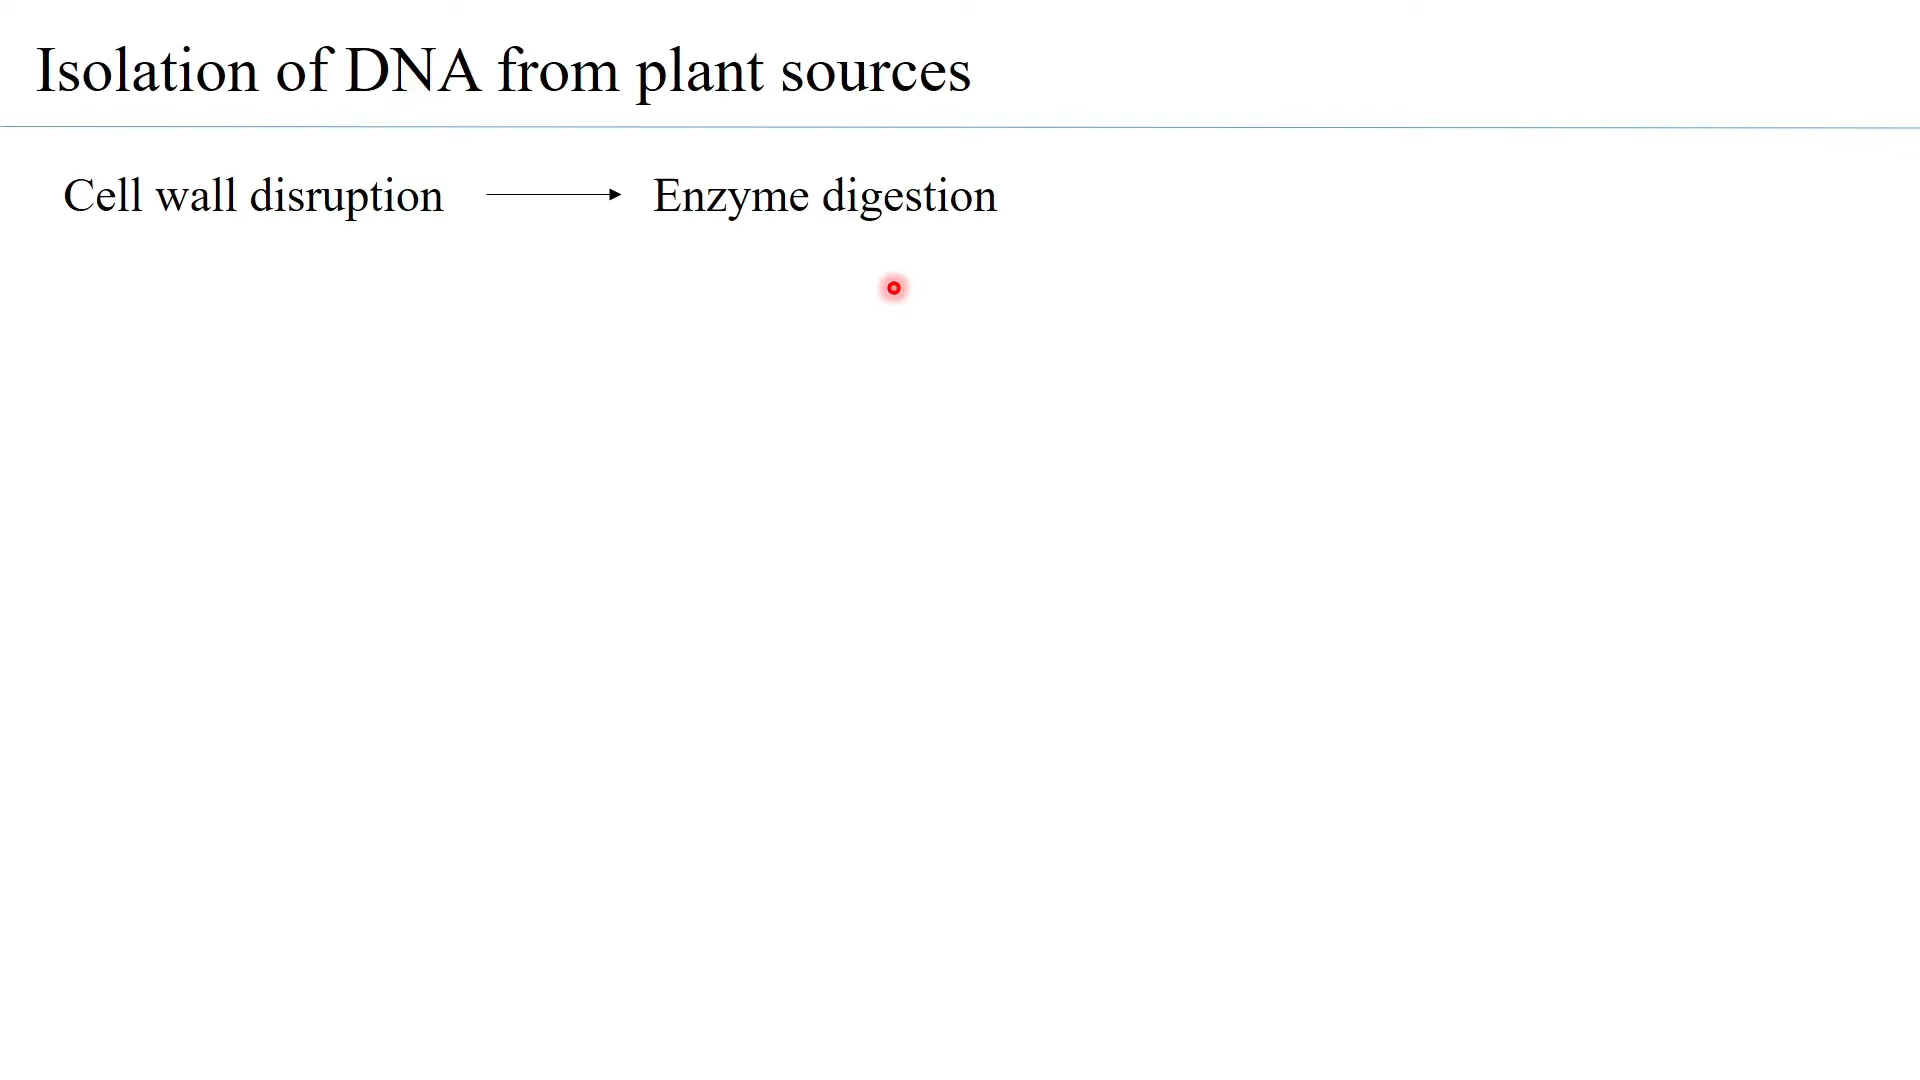 Isolation of DNA from plant sources
Cell wall disruption Enzyme digestion